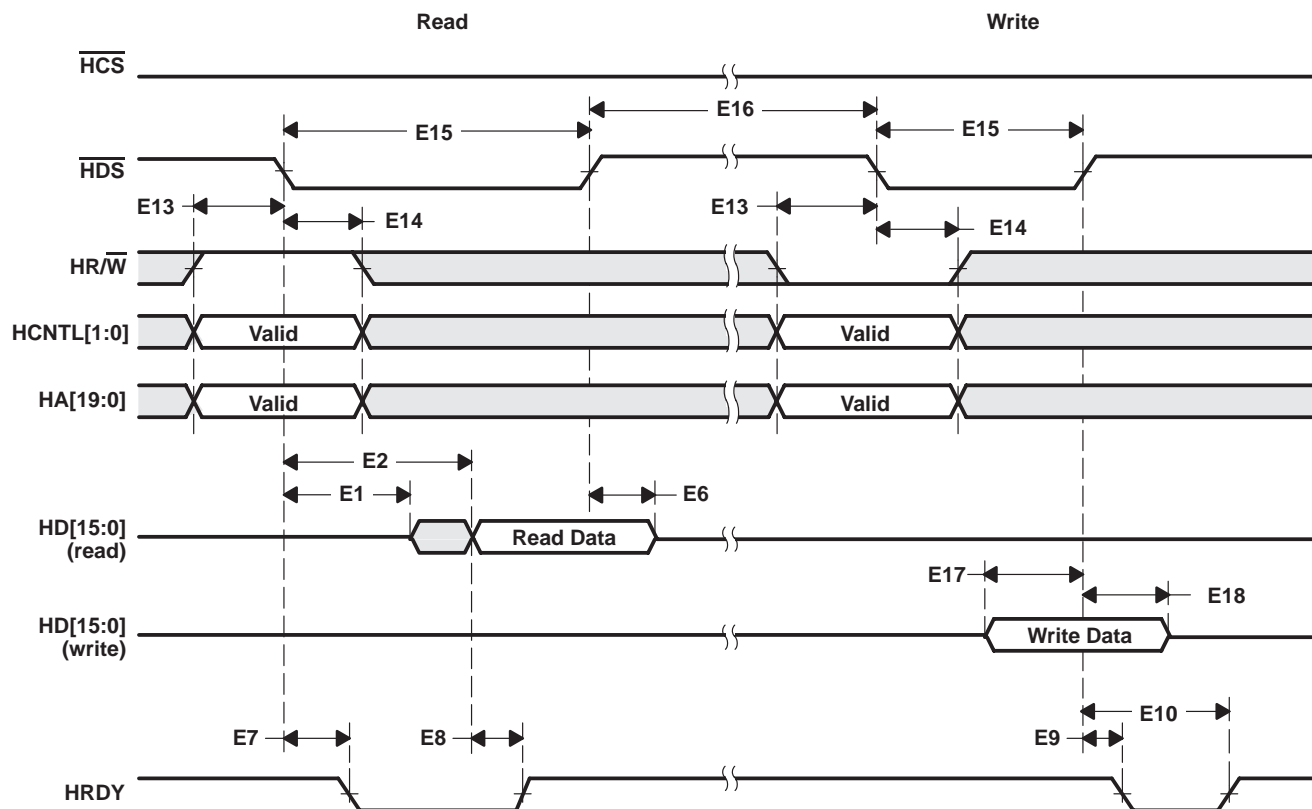 Read Write
HCS
E16
E15 E15
HDS
E13 E14 E13 E14
HR/W
HCNTL[1:0] Valid Valid
HA[19:0] Valid Valid
E2
E1 E6
HD[15:0]
(read)
Read Data
E17 E18
HD[15:0]
(write)
Write Data
E10
E7 E8 E9
HRDY